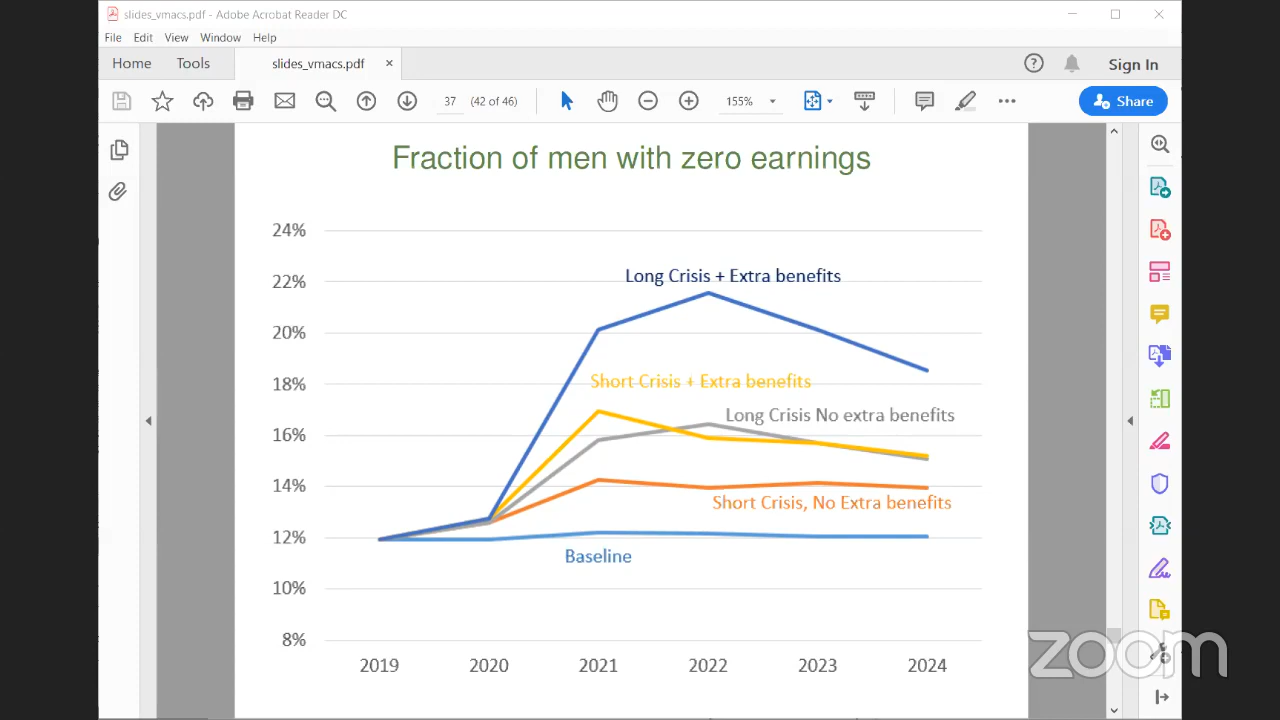 slides_vmacs.pdf - Adobe Acrobat Reader DC
File Edit View Window Help
Home Tools slides_vmacs.pdf × Sign In
37 (42 of 46) 155% Share
Fraction of men with zero earnings
24%
22%
20%
18%
16%
14%
12%
10%
8%
Long Crisis + Extra benefits
Short Crisis + Extra benefits
Long Crisis No extra benefits
Short Crisis, No Extra benefits
Baseline
2019 2020 2021 2022 2023 2024
zoom